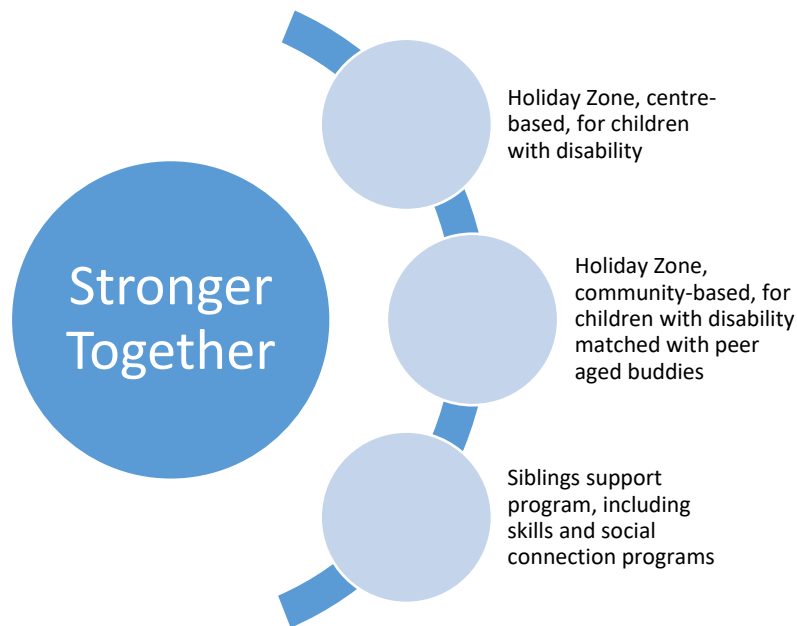 Stronger
Together
Holiday Zone, centre-
based, for children
with disability
Holiday Zone,
community-based, for
children with disability
matched with peer
aged buddies
Siblings support
program, including
skills and social
connection programs